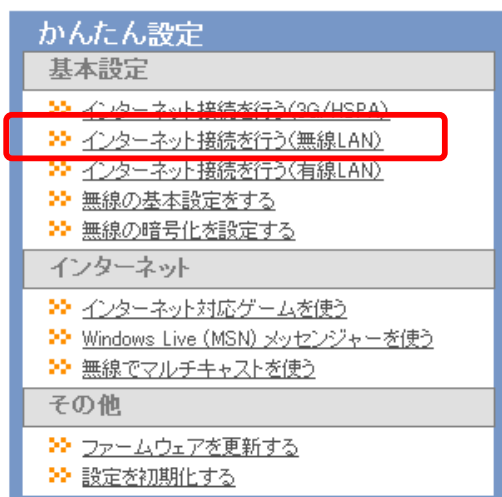 かんたん設定
基本設定
インターネット接続を行う(3G/HSPA)
インターネット接続を行う(無線LAN)
インターネット接続を行う(有線LAN)
無線の基本設定をする
無線の暗号化を設定する
インターネット
インターネット対応ゲームを使う
Windows Live (MSN) メッセンジャーを使う
無線でマルチキャストを使う
その他
ファームウェアを更新する
設定を初期化する